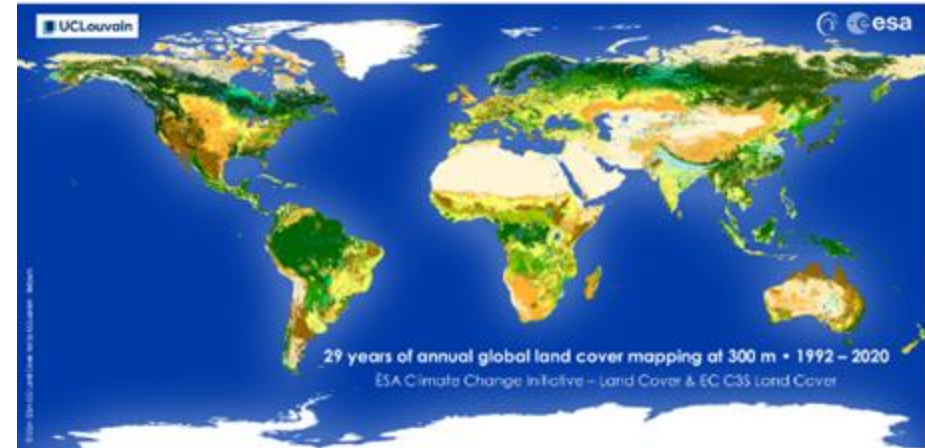 UCLouvain
esa
29 years of annual global land cover mapping at 300 m • 1992 – 2020
ESA Climate Change Initiative – Land Cover & EC C3S Land Cover